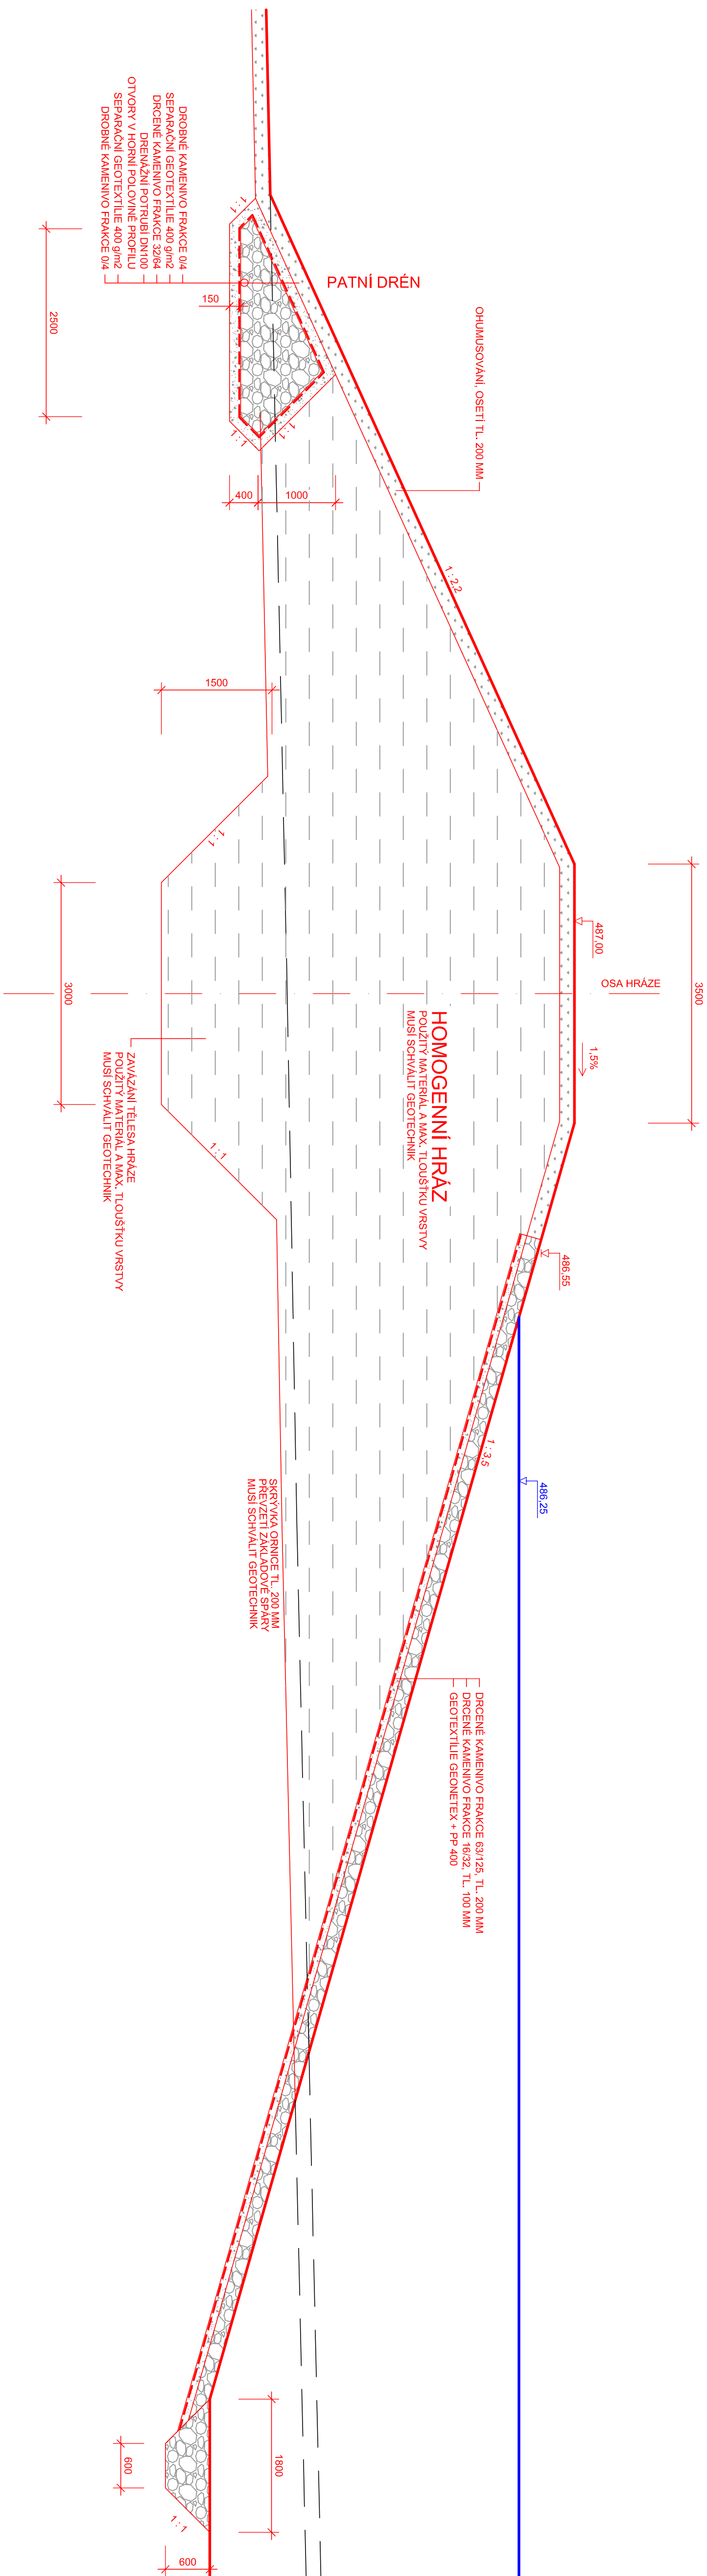 DROBNÉ KAMENIVO FRAKCE 0/4
SEPARAČNÍ GEOTEXTÍLIE 400 g/m2
DRCENÉ KAMENIVO FRAKCE 32/64
DRENÁŽNÍ POTRUBÍ DN100
OTVORY V HORNÍ POLOVINĚ PROFILU
SEPARAČNÍ GEOTEXTÍLIE 400 g/m2
DROBNÉ KAMENIVO FRAKCE 0/4
1:1
150
2500
PATNÍ DRÉN
1:1
1:1
400
1000
OHUMUSOVÁNÍ, OSETÍ TL. 200 MM
1 : 2,2
1500
1:1
3000
487,00
OSA HRÁZE
3500
1,5%
HOMOGENNÍ HRÁZ
POUŽITÝ MATERIÁL A MAX. TLOUŠŤKU VRSTVY
MUSÍ SCHVÁLIT GEOTECHNIK
ZAVÁZÁNÍ TĚLESA HRÁZE
POUŽITÝ MATERIÁL A MAX. TLOUŠŤKU VRSTVY
MUSÍ SCHVÁLIT GEOTECHNIK
1:1
486,55
1 : 3,5
486,25
SKRÝVKA ORNICE TL. 200 MM
PŘEVZETÍ ZÁKLADOVÉ SPÁRY
MUSÍ SCHVÁLIT GEOTECHNIK
DRCENÉ KAMENIVO FRAKCE 63/125, TL. 200 MM
DRCENÉ KAMENIVO FRAKCE 16/32, TL. 100 MM
GEOTEXTÍLIE GEONETEX + PP 400
1800
600
1:1
600